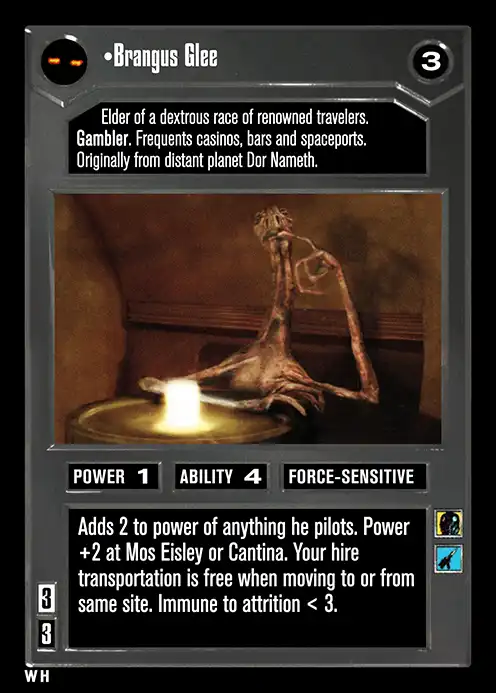 •Brangus Glee
3
Elder of a dextrous race of renowned travelers.
Gambler. Frequents casinos, bars and spaceports.
Originally from distant planet Dor Nameth.
POWER 1 ABILITY 4 FORCE-SENSITIVE
Adds 2 to power of anything he pilots. Power
+2 at Mos Eisley or Cantina. Your hire
transportation is free when moving to or from
same site. Immune to attrition < 3.
3
3
WH